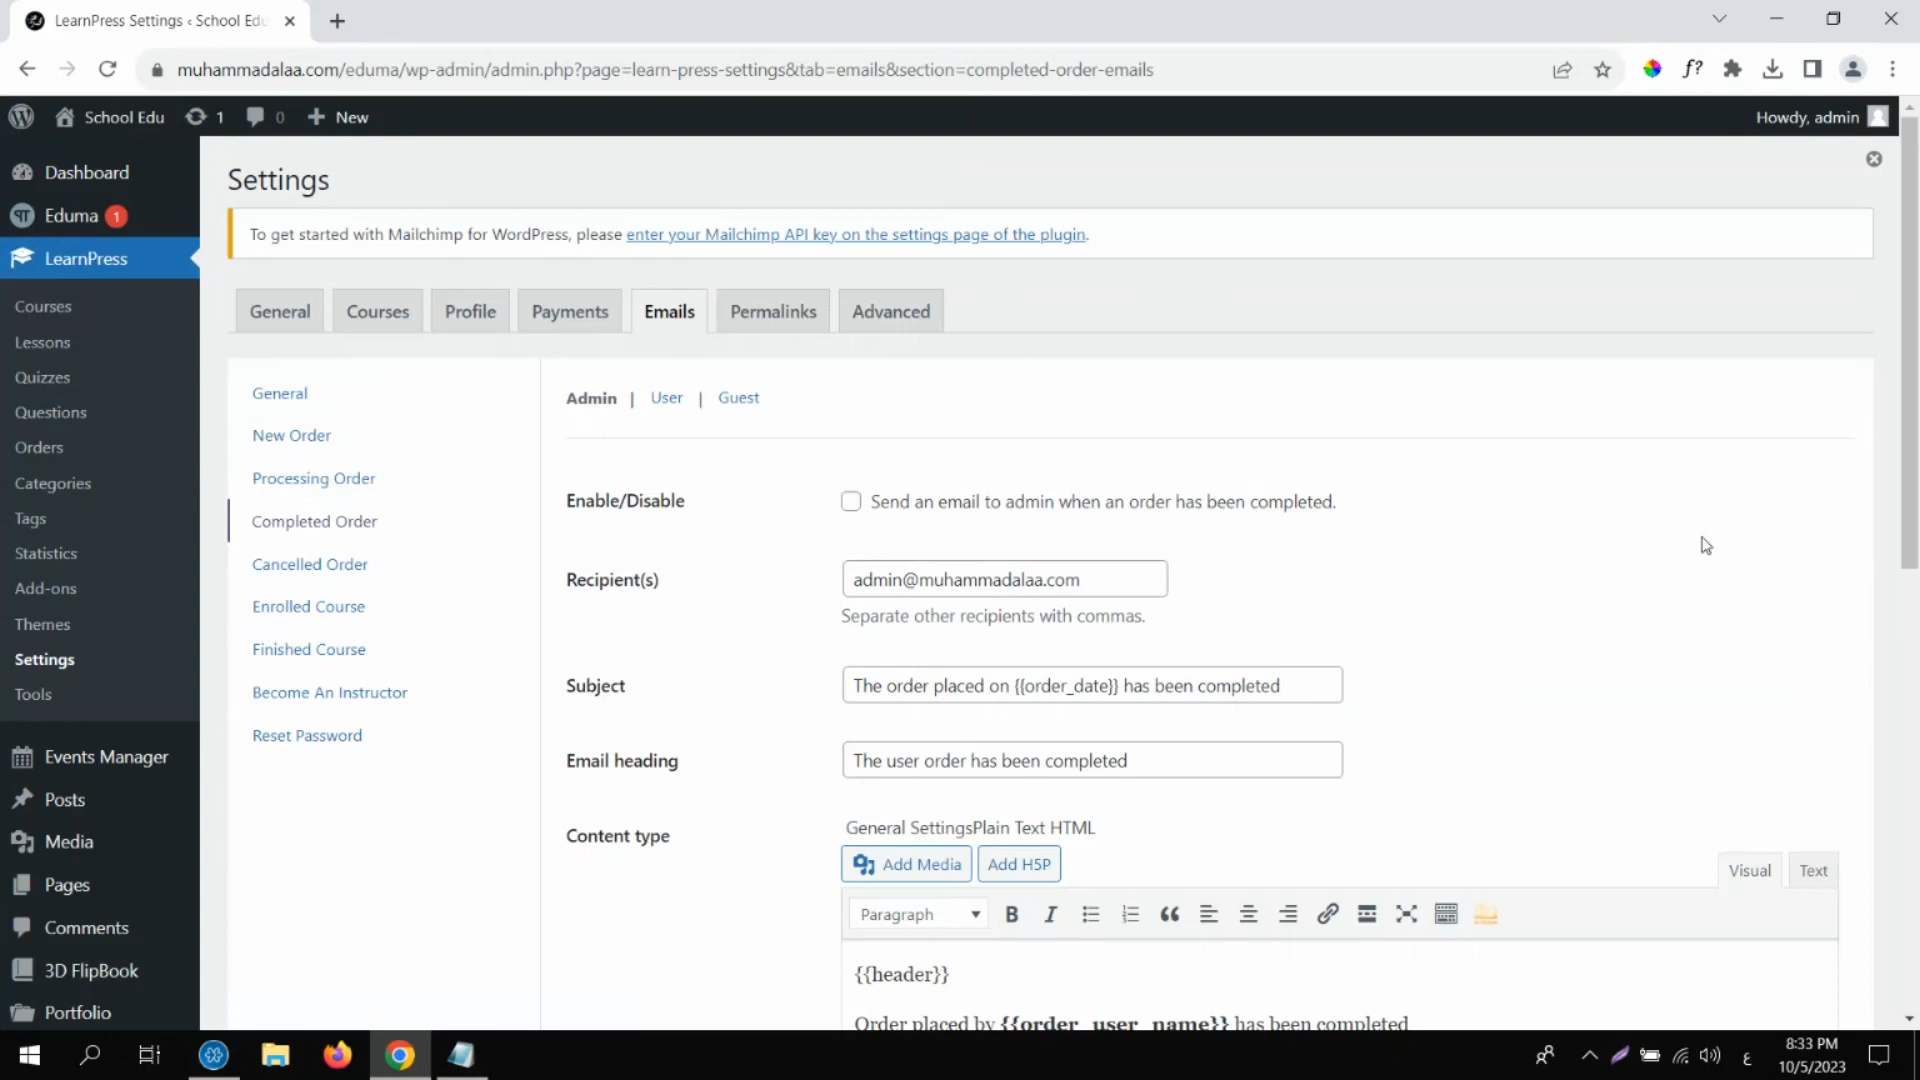 LearnPress Settings ‹ School Edu
muhammadalaa.com/eduma/wp-admin/admin.php?page=learn-press-settings&tab=emails&section=completed-order-emails
f?
School Edu
1
0
New
Howdy, admin
Dashboard
Eduma 1
LearnPress
Courses
Lessons
Quizzes
Questions
Orders
Categories
Tags
Statistics
Add-ons
Themes
Settings
Tools
Events Manager
Posts
Media
Pages
Comments
3D FlipBook
Portfolio
Settings
To get started with Mailchimp for WordPress, please enter your Mailchimp API key on the settings page of the plugin.
General
Courses
Profile
Payments
Emails
Permalinks
Advanced
General
New Order
Processing Order
Completed Order
Cancelled Order
Enrolled Course
Finished Course
Become An Instructor
Reset Password
Admin | User | Guest
Enable/Disable
Send an email to admin when an order has been completed.
Recipient(s)
admin@muhammadalaa.com
Separate other recipients with commas.
Subject
The order placed on {{order_date}} has been completed
Email heading
The user order has been completed
Content type
General SettingsPlain Text HTML
Add Media
Add H5P
Visual
Text
Paragraph
{{header}}
Order placed by {{order_user_name}} has been completed
ع
8:33 PM
10/5/2023